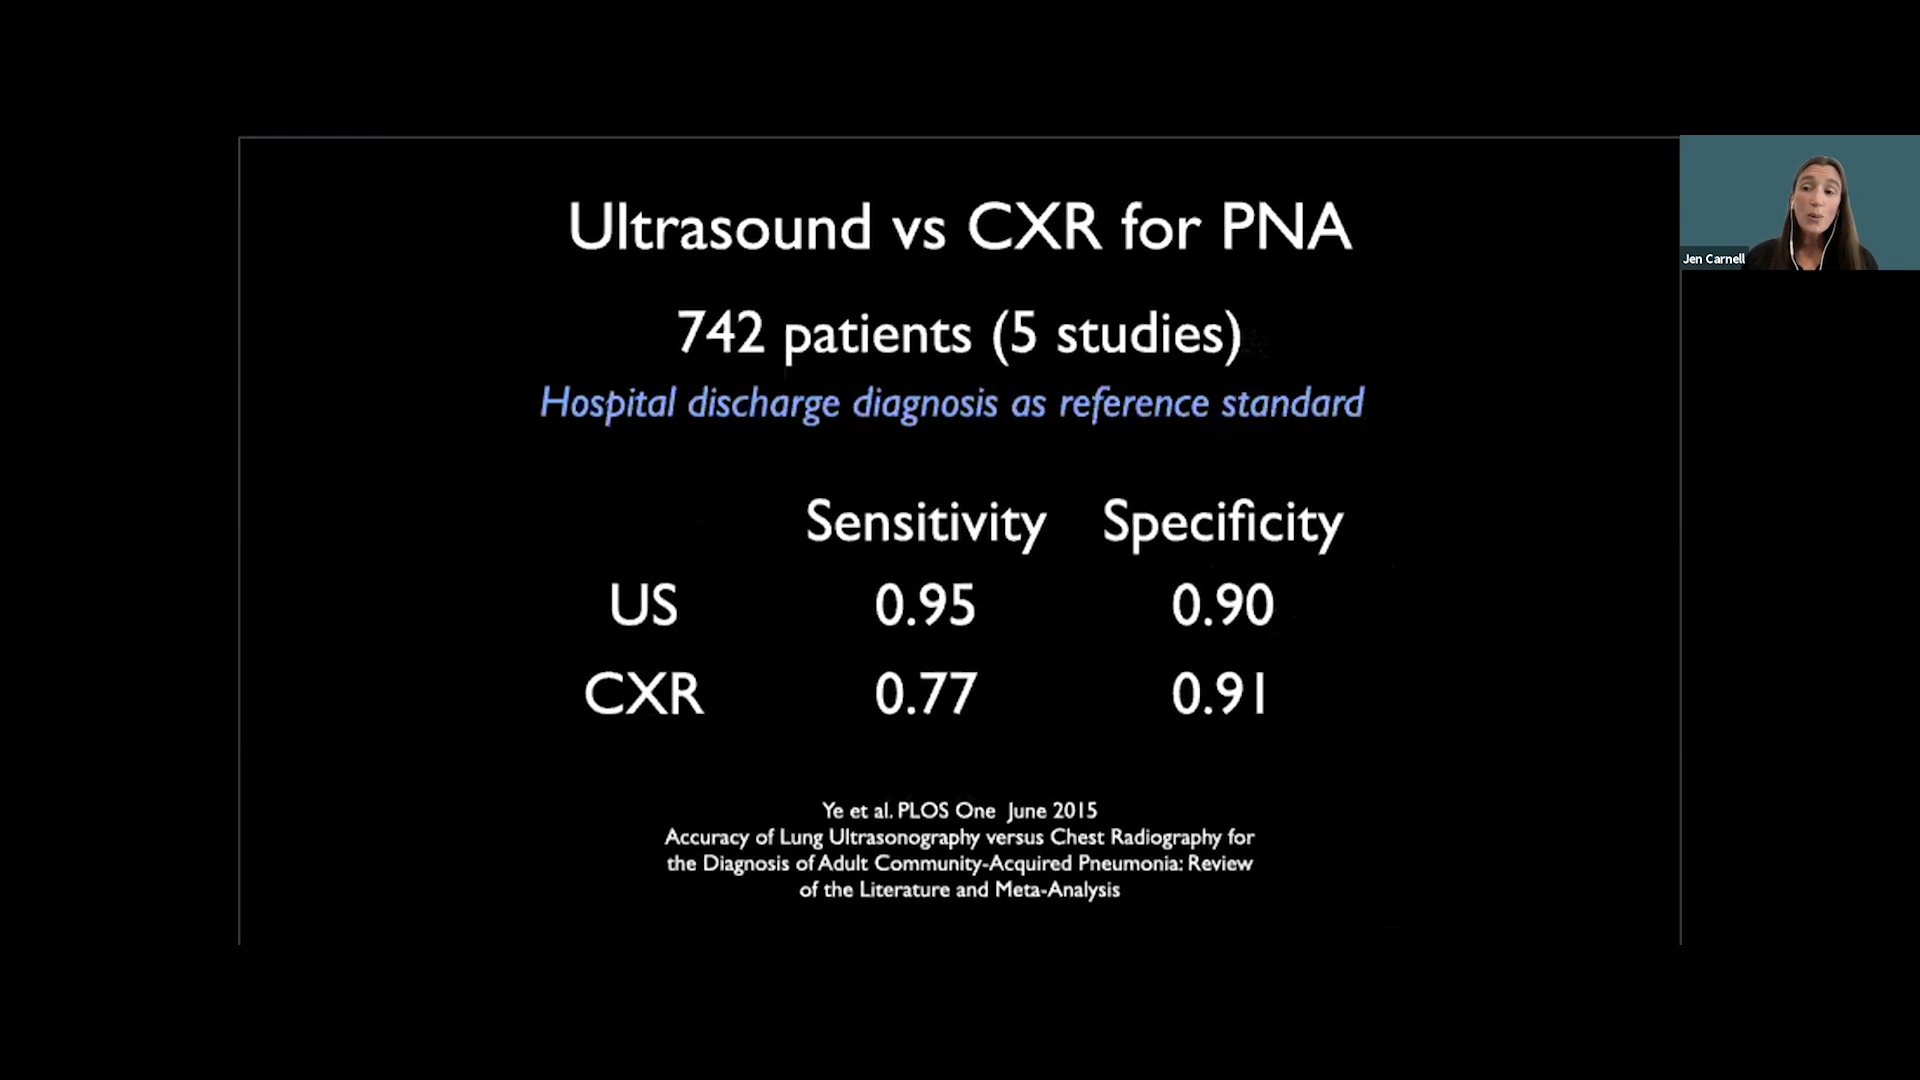 Ultrasound vs CXR for PNA
742 patients (5 studies)
Hospital discharge diagnosis as reference standard
Sensitivity Specificity
US 0.95 0.90
CXR 0.77 0.91
Ye et al. PLOS One June 2015
Accuracy of Lung Ultrasonography versus Chest Radiography for
the Diagnosis of Adult Community-Acquired Pneumonia: Review
of the Literature and Meta-Analysis
Jen Carnell